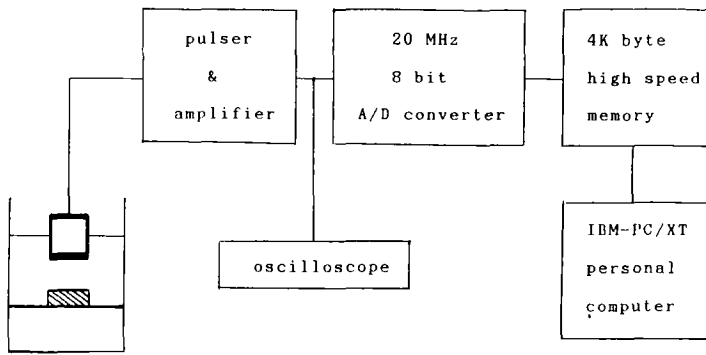 pulser
&
amplifier
20 MHz
8 bit
A/D converter
4K byte
high speed
memory
oscilloscope
IBM-PC/XT
personal
computer